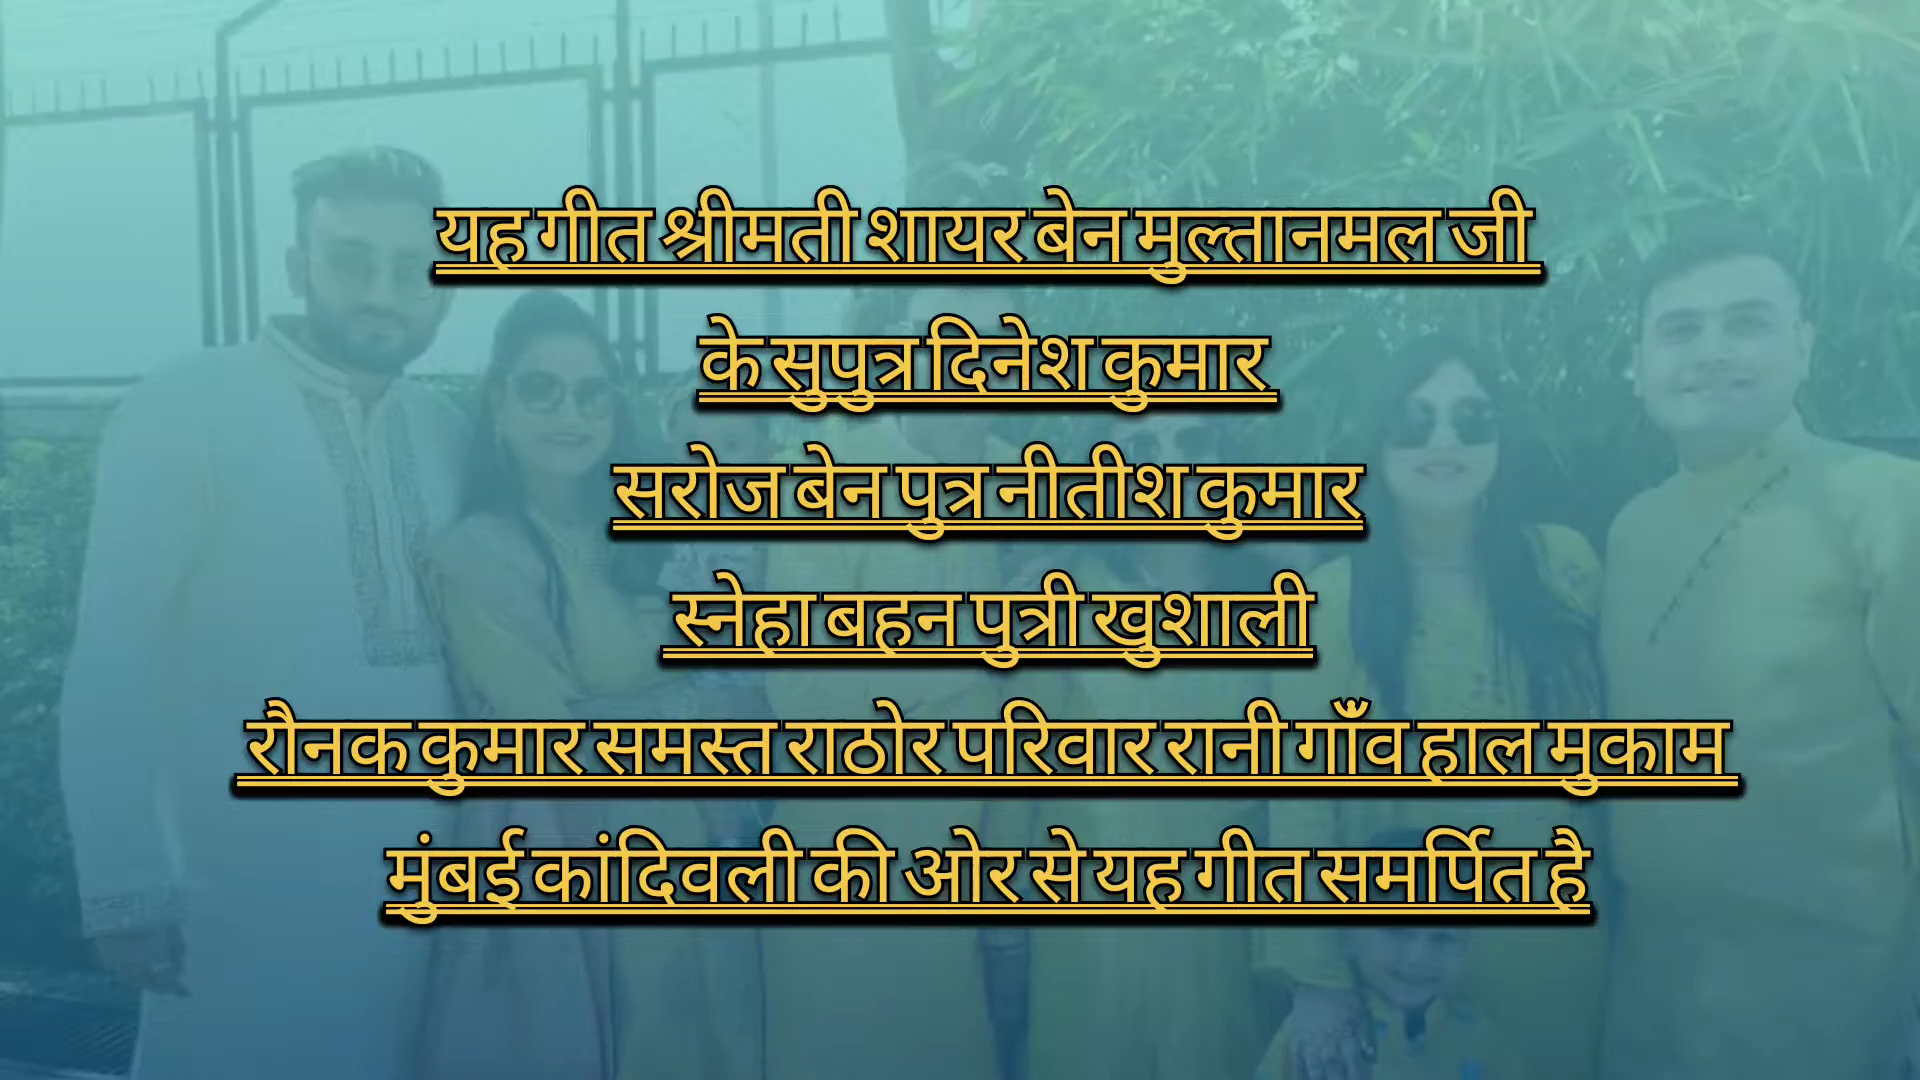 यह गीत श्रीमती शायर बेन मुल्तानमल जी
के सुपुत्र दिनेश कुमार
सरोज बेन पुत्र नीतीश कुमार
स्नेहा बहन पुत्री खुशाली
रौनक कुमार समस्त राठोर परिवार रानी गाँव हाल मुकाम
मुंबई कांदिवली की ओर से यह गीत समर्पित है